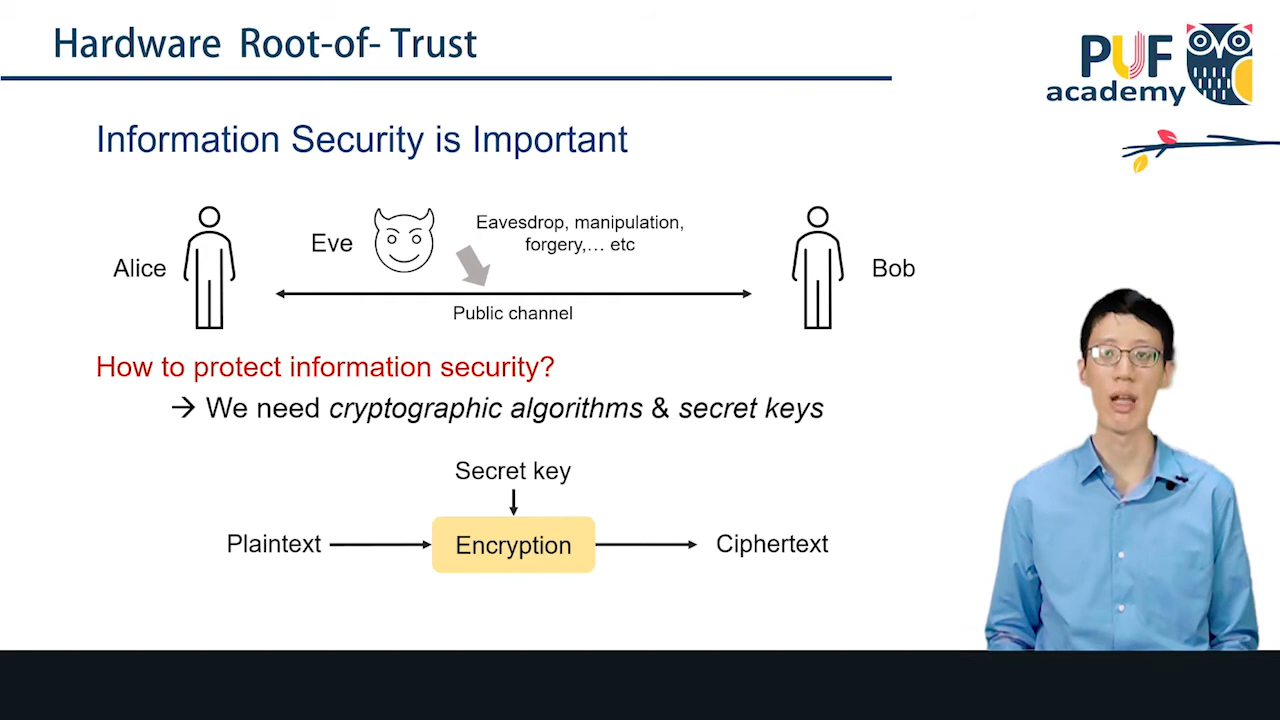 Hardware Root-of- Trust
PUF
academy
Information Security is Important
Alice
Eve
Eavesdrop, manipulation,
forgery,… etc
Public channel
Bob
How to protect information security?
→ We need cryptographic algorithms & secret keys
Secret key
Plaintext
Encryption
Ciphertext